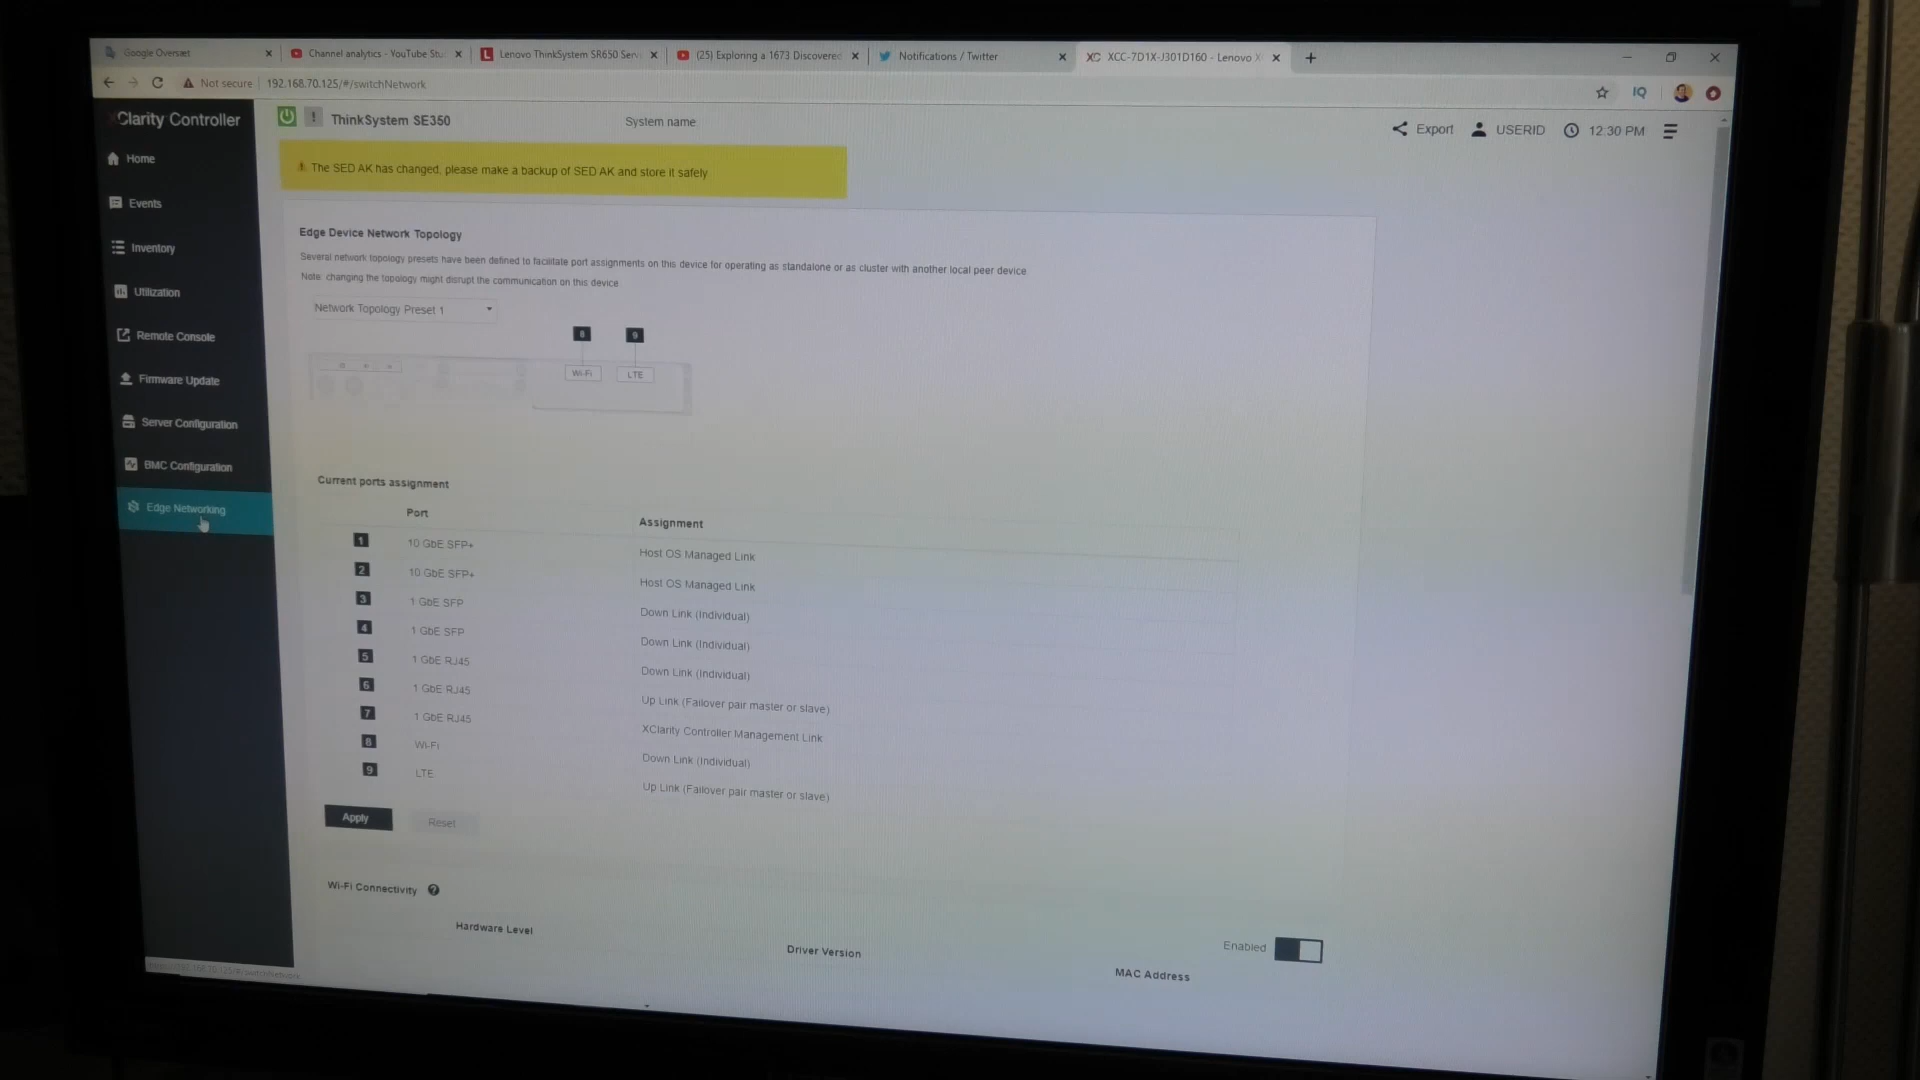 Google Oversæt
Channel analytics - YouTube Stu
Lenovo ThinkSystem SR650 Serv
(25) Exploring a 1673 Discovered
Notifications / Twitter
XCC-7D1X-J301D160 - Lenovo X
Not secure 192.168.70.125/#/switchNetwork
IQ
XClarity Controller
ThinkSystem SE350
System name
Export
USERID
12:30 PM
Home
Events
Inventory
Utilization
Remote Console
Firmware Update
Server Configuration
BMC Configuration
Edge Networking
The SED AK has changed, please make a backup of SED AK and store it safely
Edge Device Network Topology
Several network topology presets have been defined to facilitate port assignments on this device for operating as standalone or as cluster with another local peer device
Note: changing the topology might disrupt the communication on this device
Network Topology Preset 1
8 9
Wi-Fi LTE
Current ports assignment
Port Assignment
1 10 GbE SFP+ Host OS Managed Link
2 10 GbE SFP+ Host OS Managed Link
3 1 GbE SFP Down Link (Individual)
4 1 GbE SFP Down Link (Individual)
5 1 GbE RJ45 Down Link (Individual)
6 1 GbE RJ45 Up Link (Failover pair master or slave)
7 1 GbE RJ45 XClarity Controller Management Link
8 Wi-Fi Down Link (Individual)
9 LTE Up Link (Failover pair master or slave)
Apply Reset
Wi-Fi Connectivity ?
Enabled
Hardware Level
Driver Version
MAC Address